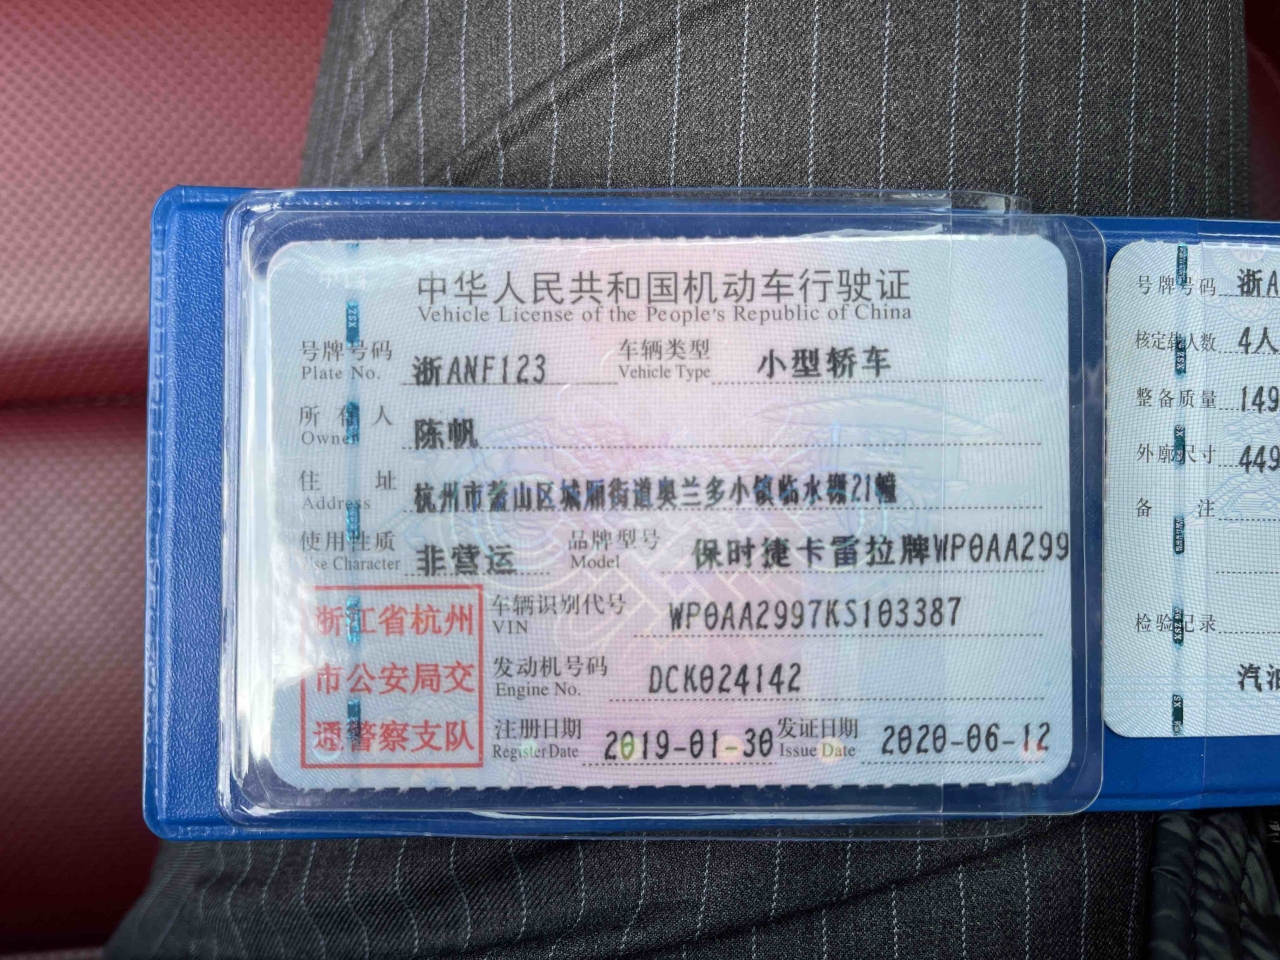 中华人民共和国机动车行驶证
Vehicle License of the People's Republic of China
号牌号码 浙ANF123 车辆类型 小型轿车
Plate No. Vehicle Type
所有人 陈帆
Owner
住址 杭州市萧山区城厢街道奥兰多小镇临水栅21幢
Address
使用性质 非营运 品牌型号 保时捷卡雷拉牌WP0AA299
Use Character Model
浙江省杭州
市公安局交
通警察支队
车辆识别代号 WP0AA2997KS103387
VIN
发动机号码 DCK024142
Engine No.
注册日期 2019-01-30 发证日期 2020-06-12
Register Date Issue Date
号牌号码 浙A
核定载人数 4人
整备质量 149
外廓尺寸 449
备注
检验记录
汽油